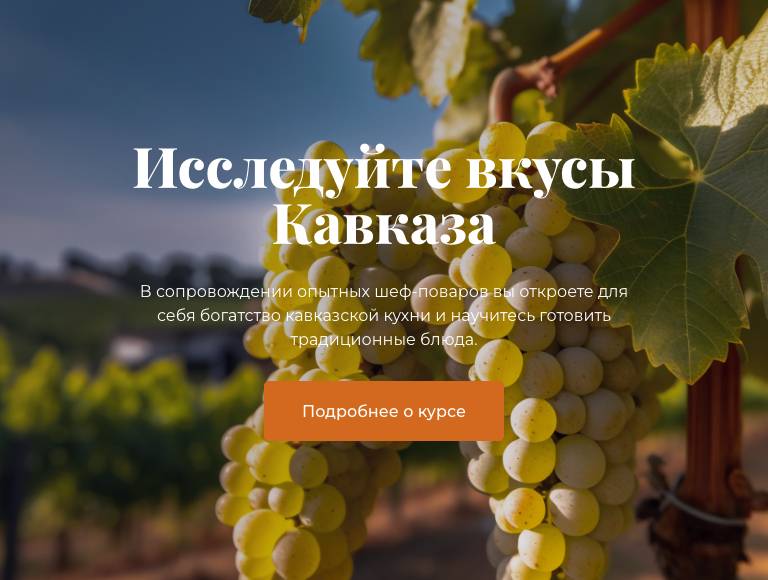 Исследуйте вкусы
Кавказа
В сопровождении опытных шеф-поваров вы откроете для
себя богатство кавказской кухни и научитесь готовить
традиционные блюда.
Подробнее о курсе